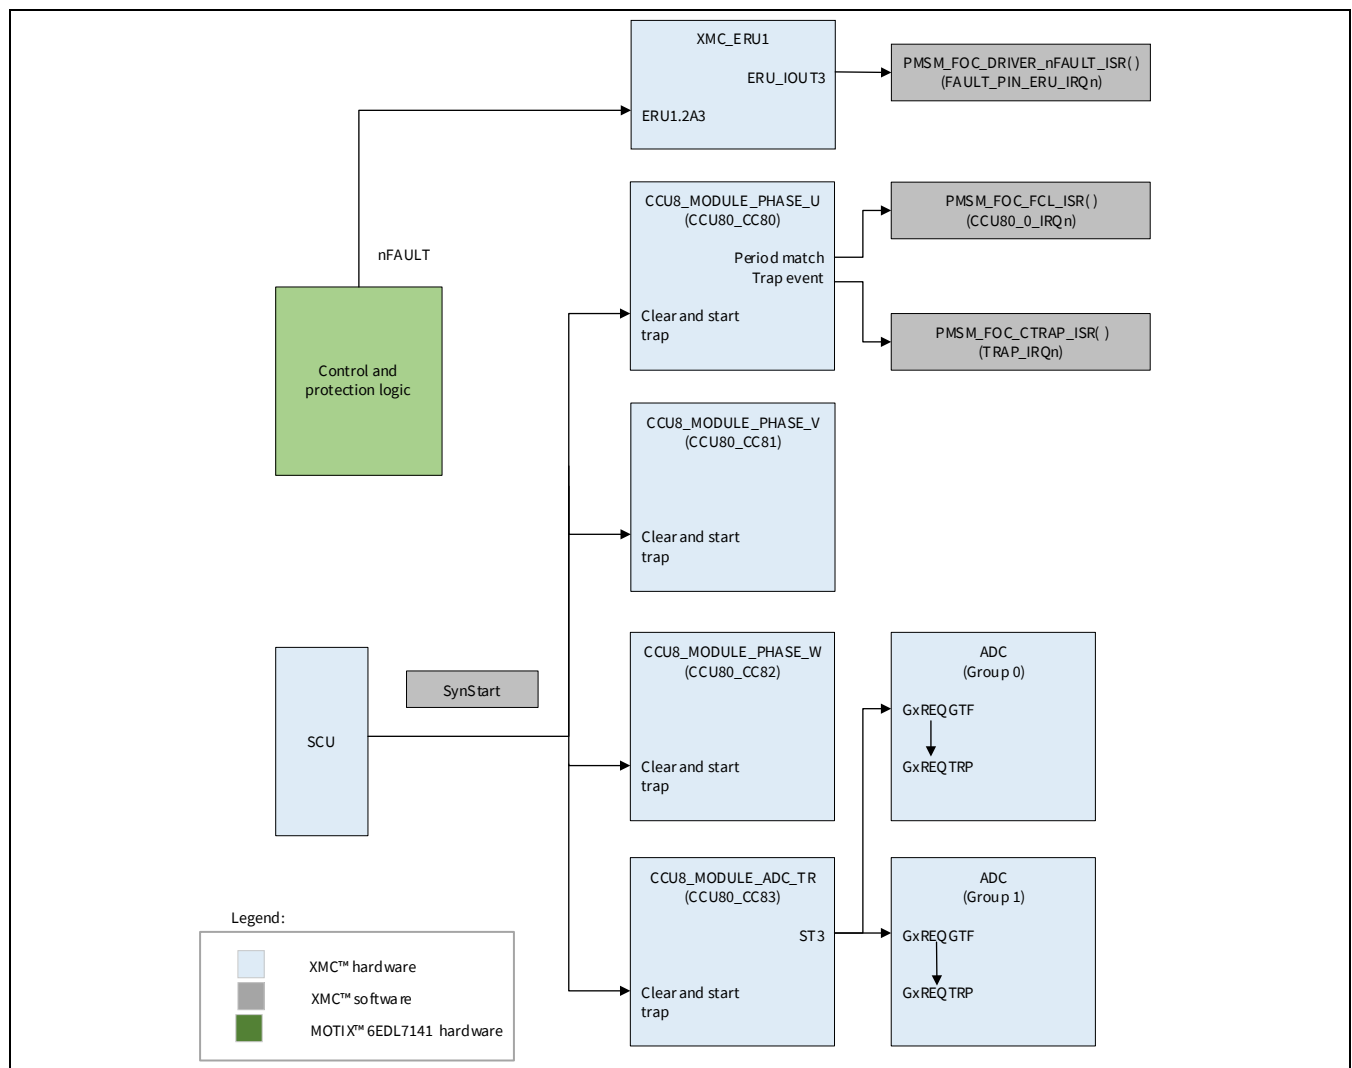 XMC_ERU1
ERU_IOUT3
ERU1.2A3
PMSM_FOC_DRIVER_nFAULT_ISR( )
(FAULT_PIN_ERU_IRQn)
CCU8_MODULE_PHASE_U
(CCU80_CC80)
Period match
Trap event
Clear and start
trap
PMSM_FOC_FCL_ISR( )
(CCU80_0_IRQn)
PMSM_FOC_CTRAP_ISR( )
(TRAP_IRQn)
nFAULT
Control and
protection logic
CCU8_MODULE_PHASE_V
(CCU80_CC81)
Clear and start
trap
SCU
SynStart
CCU8_MODULE_PHASE_W
(CCU80_CC82)
Clear and start
trap
ADC
(Group 0)
GxREQGTF
GxREQTRP
CCU8_MODULE_ADC_TR
(CCU80_CC83)
ST3
Clear and start
trap
ADC
(Group 1)
GxREQGTF
GxREQTRP
Legend:
XMC™ hardware
XMC™ software
MOTIX™ 6EDL7141 hardware